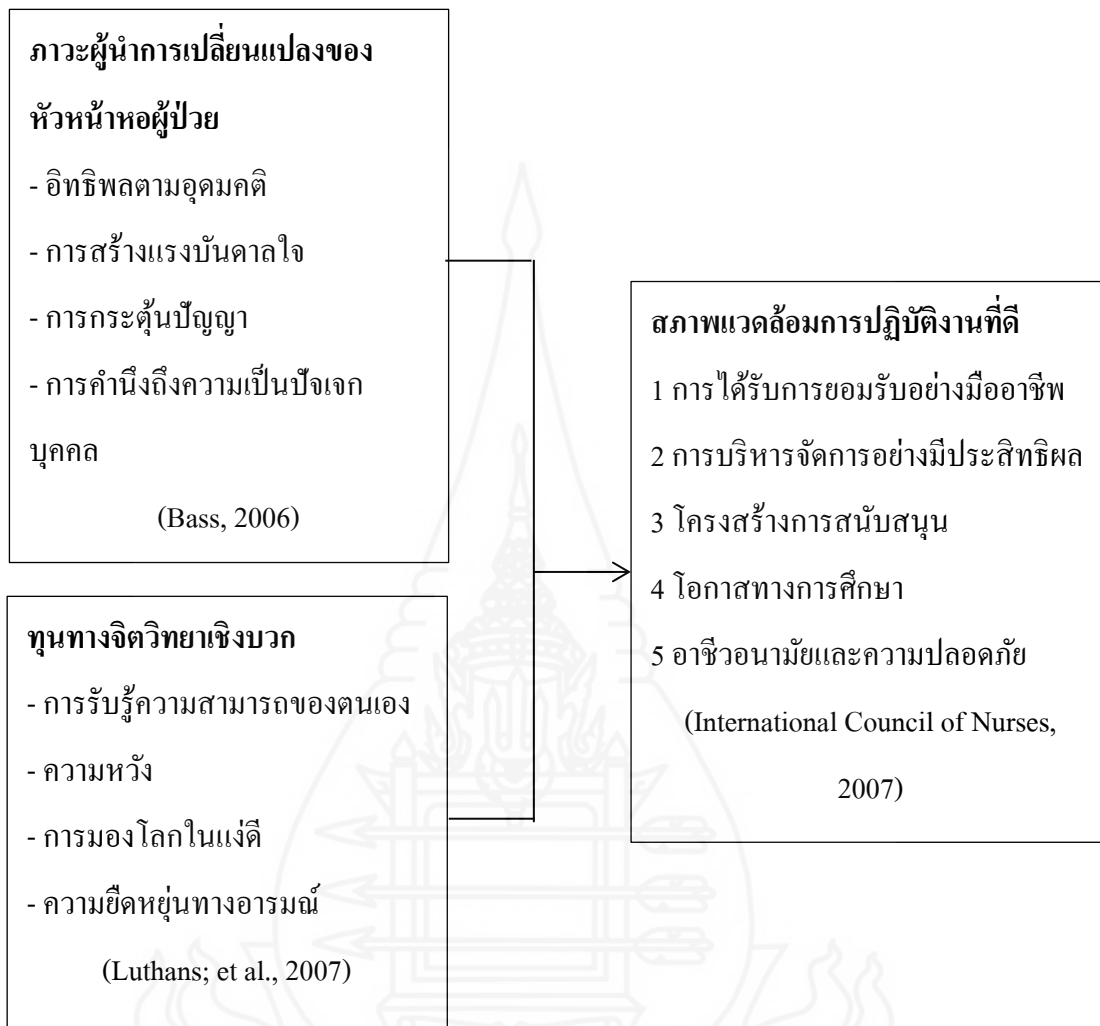 ภาวะผู้นำการเปลี่ยนแปลงของ
หัวหน้าหอผู้ป่วย
- อิทธิพลตามอุดมคติ
- การสร้างแรงบันดาลใจ
- การกระตุ้นปัญญา
- การคำนึงถึงความเป็นปัจเจก
บุคคล
(Bass, 2006)
ทุนทางจิตวิทยาเชิงบวก
- การรับรู้ความสามารถของตนเอง
- ความหวัง
- การมองโลกในแง่ดี
- ความยืดหยุ่นทางอารมณ์
(Luthans; et al., 2007)
สภาพแวดล้อมการปฏิบัติงานที่ดี
1 การได้รับการยอมรับอย่างมืออาชีพ
2 การบริหารจัดการอย่างมีประสิทธิผล
3 โครงสร้างการสนับสนุน
4 โอกาสทางการศึกษา
5 อาชีวอนามัยและความปลอดภัย
(International Council of Nurses,
2007)